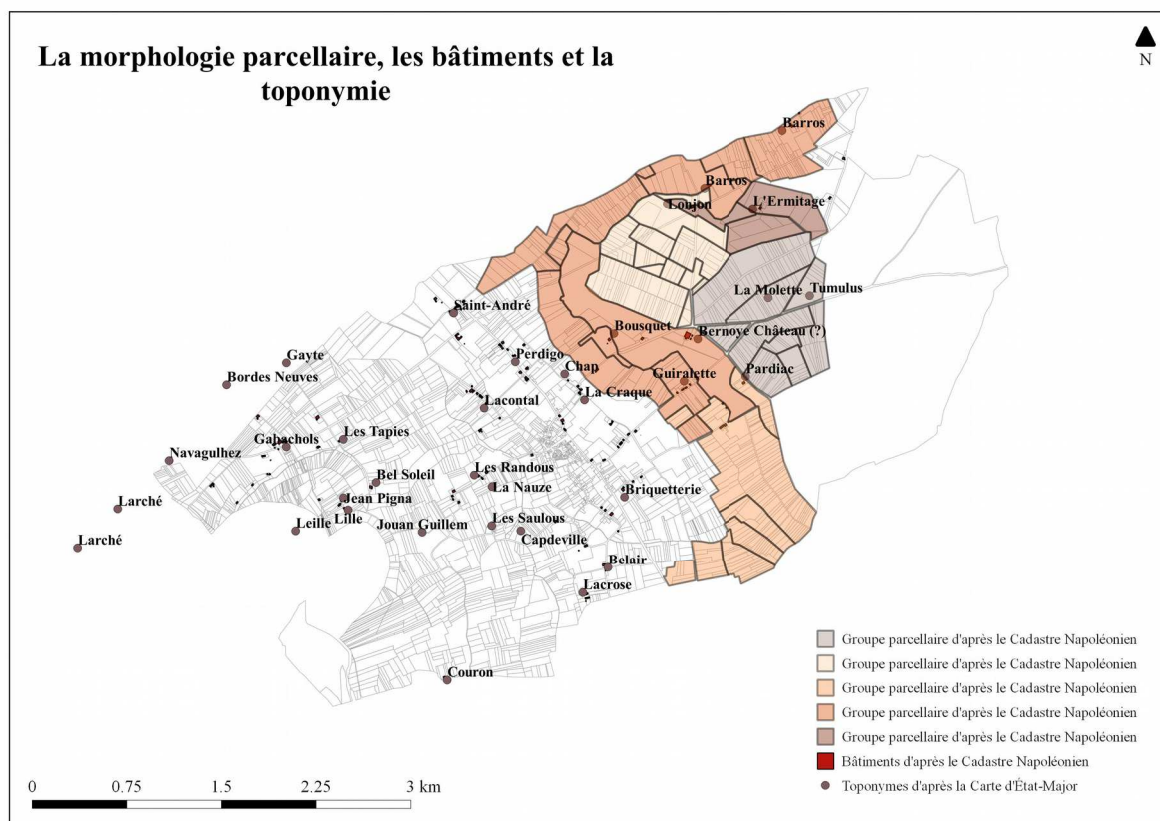 La morphologie parcellaire, les bâtiments et la
toponymie
N
Barros
Barros
Lonjon
L'Ermitage
La Molette
Tumulus
Saint-André
Bousquet
Bernoye Château (?)
Gayte
Perdigo
Chap
Pardiac
Bordes Neuves
Guiralette
Lacontal
La Craque
Gabachols
Les Tapies
Navagulhez
Les Randous
Bel Soleil
La Nauze
Jean Pigna
Briquetterie
Larché
Lille
Leille
Jouan Guillem
Les Saulous
Capdeville
Larché
Belair
Lacrose
Couron
Groupe parcellaire d'après le Cadastre Napoléonien
Groupe parcellaire d'après le Cadastre Napoléonien
Groupe parcellaire d'après le Cadastre Napoléonien
Groupe parcellaire d'après le Cadastre Napoléonien
Groupe parcellaire d'après le Cadastre Napoléonien
Bâtiments d'après le Cadastre Napoléonien
Toponymes d'après la Carte d'État-Major
0 0.75 1.5 2.25 3 km